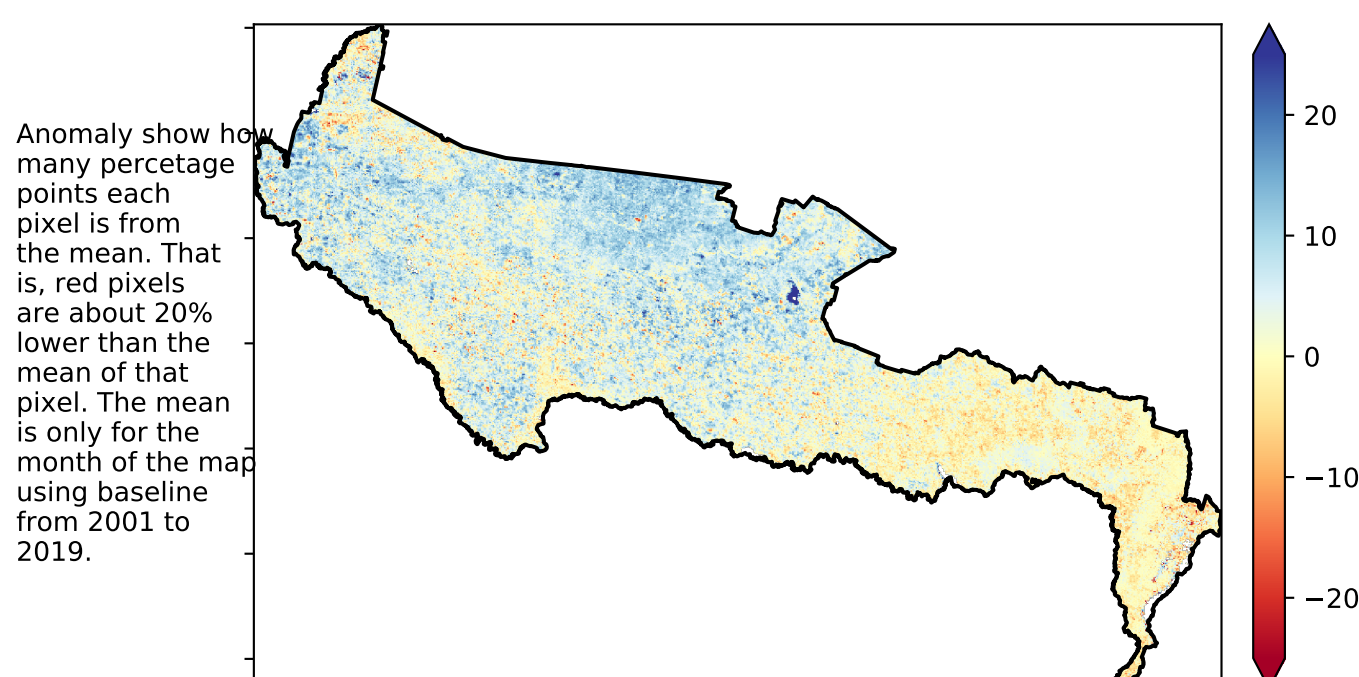 Anomaly show how
many percetage
points each
pixel is from
the mean. That
is, red pixels
are about 20%
lower than the
mean of that
pixel. The mean
is only for the
month of the map
using baseline
from 2001 to
2019.
20
10
0
−10
−20